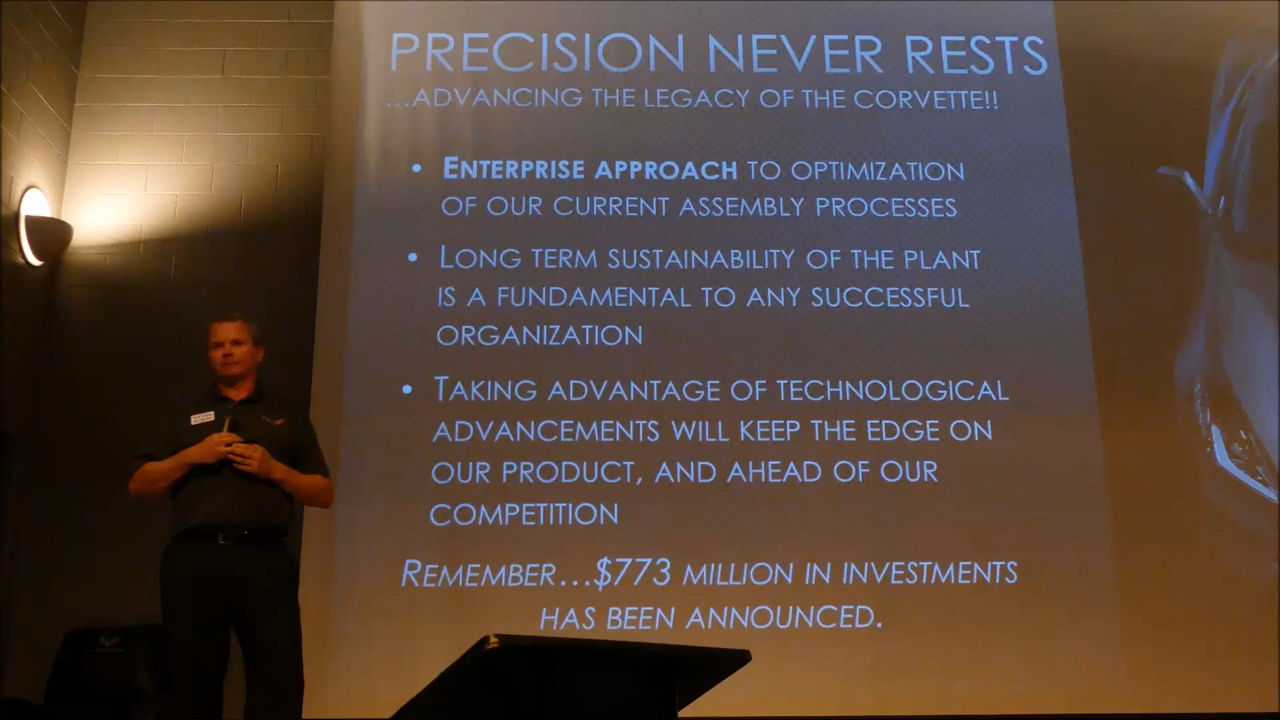 PRECISION NEVER RESTS
...ADVANCING THE LEGACY OF THE CORVETTE!!
• ENTERPRISE APPROACH TO OPTIMIZATION
OF OUR CURRENT ASSEMBLY PROCESSES
• LONG TERM SUSTAINABILITY OF THE PLANT
IS A FUNDAMENTAL TO ANY SUCCESSFUL
ORGANIZATION
• TAKING ADVANTAGE OF TECHNOLOGICAL
ADVANCEMENTS WILL KEEP THE EDGE ON
OUR PRODUCT, AND AHEAD OF OUR
COMPETITION
REMEMBER...$773 MILLION IN INVESTMENTS
HAS BEEN ANNOUNCED.